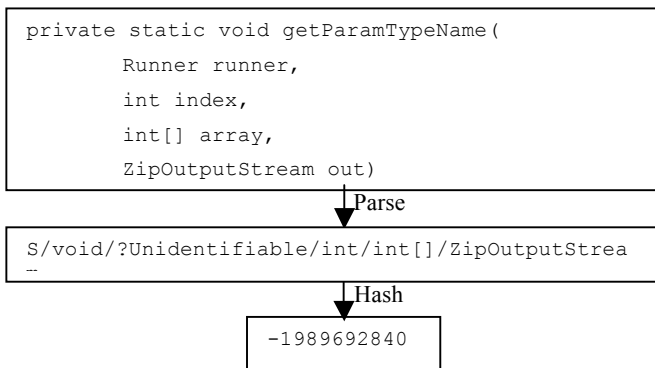 private static void getParamTypeName(
Runner runner,
int index,
int[] array,
ZipOutputStream out)
Parse
S/void/?Unidentifiable/int/int[]/ZipOutputStrea
Hash
-1989692840